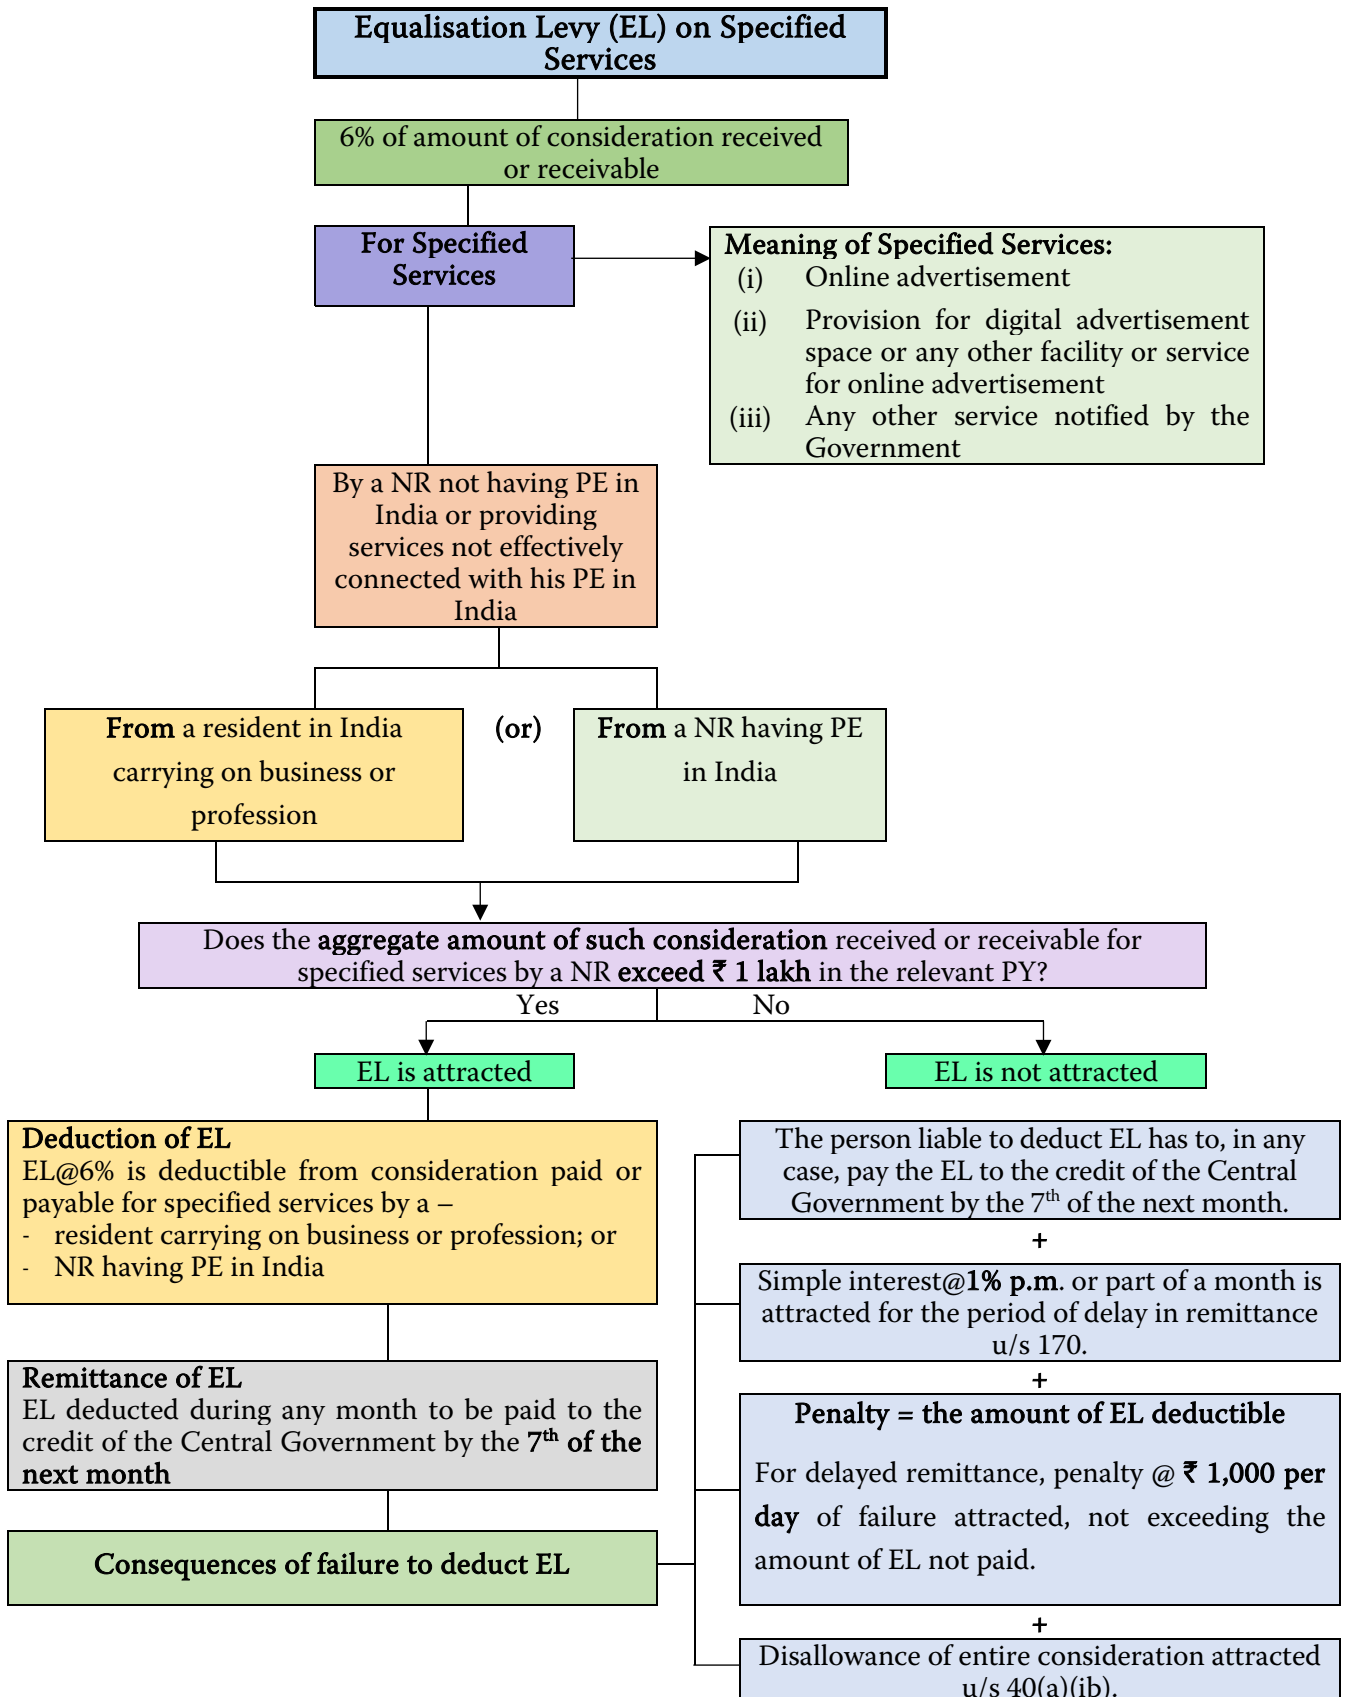 Equalisation Levy (EL) on Specified
Services
6% of amount of consideration received
or receivable
For Specified
Services
Meaning of Specified Services:
(i) Online advertisement
(ii) Provision for digital advertisement
space or any other facility or service
for online advertisement
(iii) Any other service notified by the
Government
By a NR not having PE in
India or providing
services not effectively
connected with his PE in
India
From a resident in India
carrying on business or
profession
(or)
From a NR having PE
in India
Does the aggregate amount of such consideration received or receivable for
specified services by a NR exceed ₹ 1 lakh in the relevant PY?
Yes No
EL is attracted
EL is not attracted
Deduction of EL
EL@6% is deductible from consideration paid or
payable for specified services by a –
- resident carrying on business or profession; or
- NR having PE in India
Remittance of EL
EL deducted during any month to be paid to the
credit of the Central Government by the 7th of the
next month
Consequences of failure to deduct EL
The person liable to deduct EL has to, in any
case, pay the EL to the credit of the Central
Government by the 7th of the next month.
+
Simple interest@1% p.m. or part of a month is
attracted for the period of delay in remittance
u/s 170.
+
Penalty = the amount of EL deductible
For delayed remittance, penalty @ ₹ 1,000 per
day of failure attracted, not exceeding the
amount of EL not paid.
+
Disallowance of entire consideration attracted
u/s 40(a)(ib).